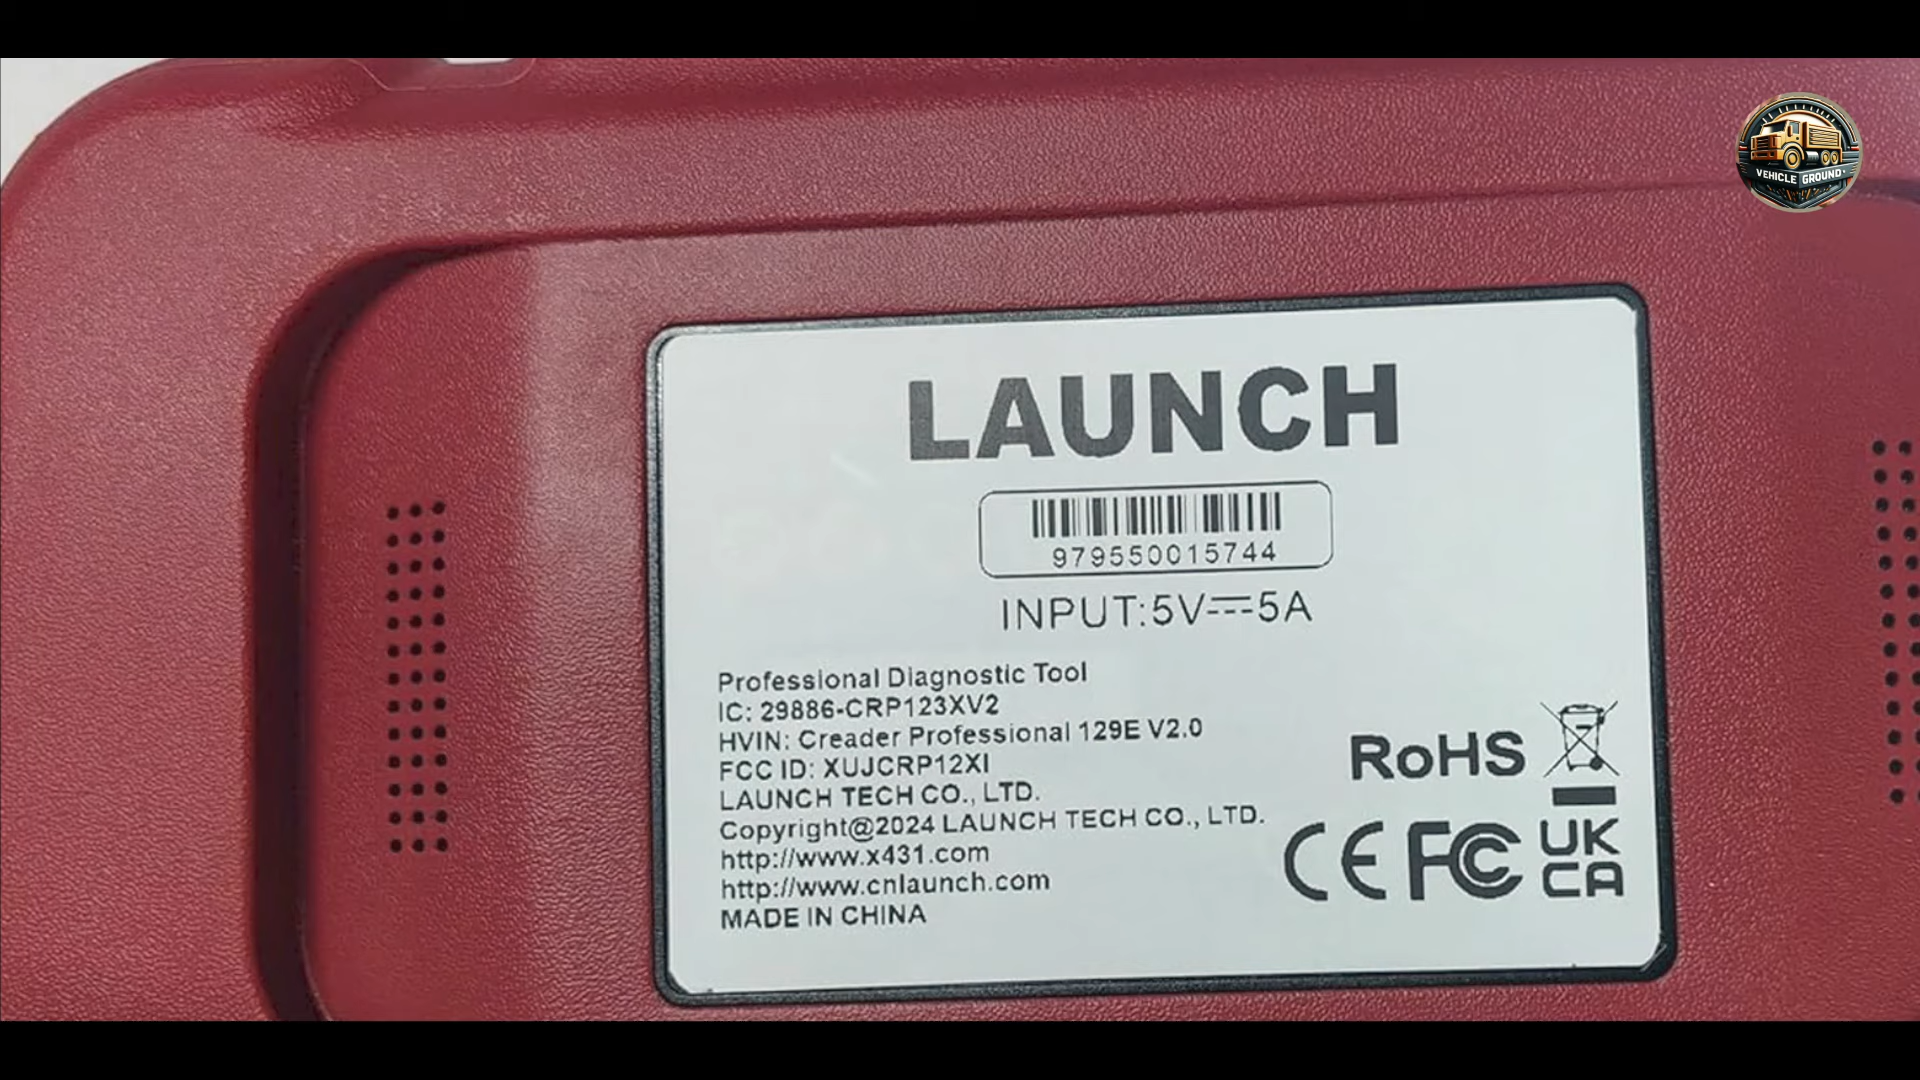 VEHICLE GROUND
LAUNCH
979550015744
INPUT:5V⎓5A
Professional Diagnostic Tool
IC: 29886-CRP123XV2
HVIN: Creader Professional 129E V2.0
FCC ID: XUJCRP12XI
LAUNCH TECH CO., LTD.
Copyright@2024 LAUNCH TECH CO., LTD.
http://www.x431.com
http://www.cnlaunch.com
MADE IN CHINA
RoHS
CE FC UK
CA